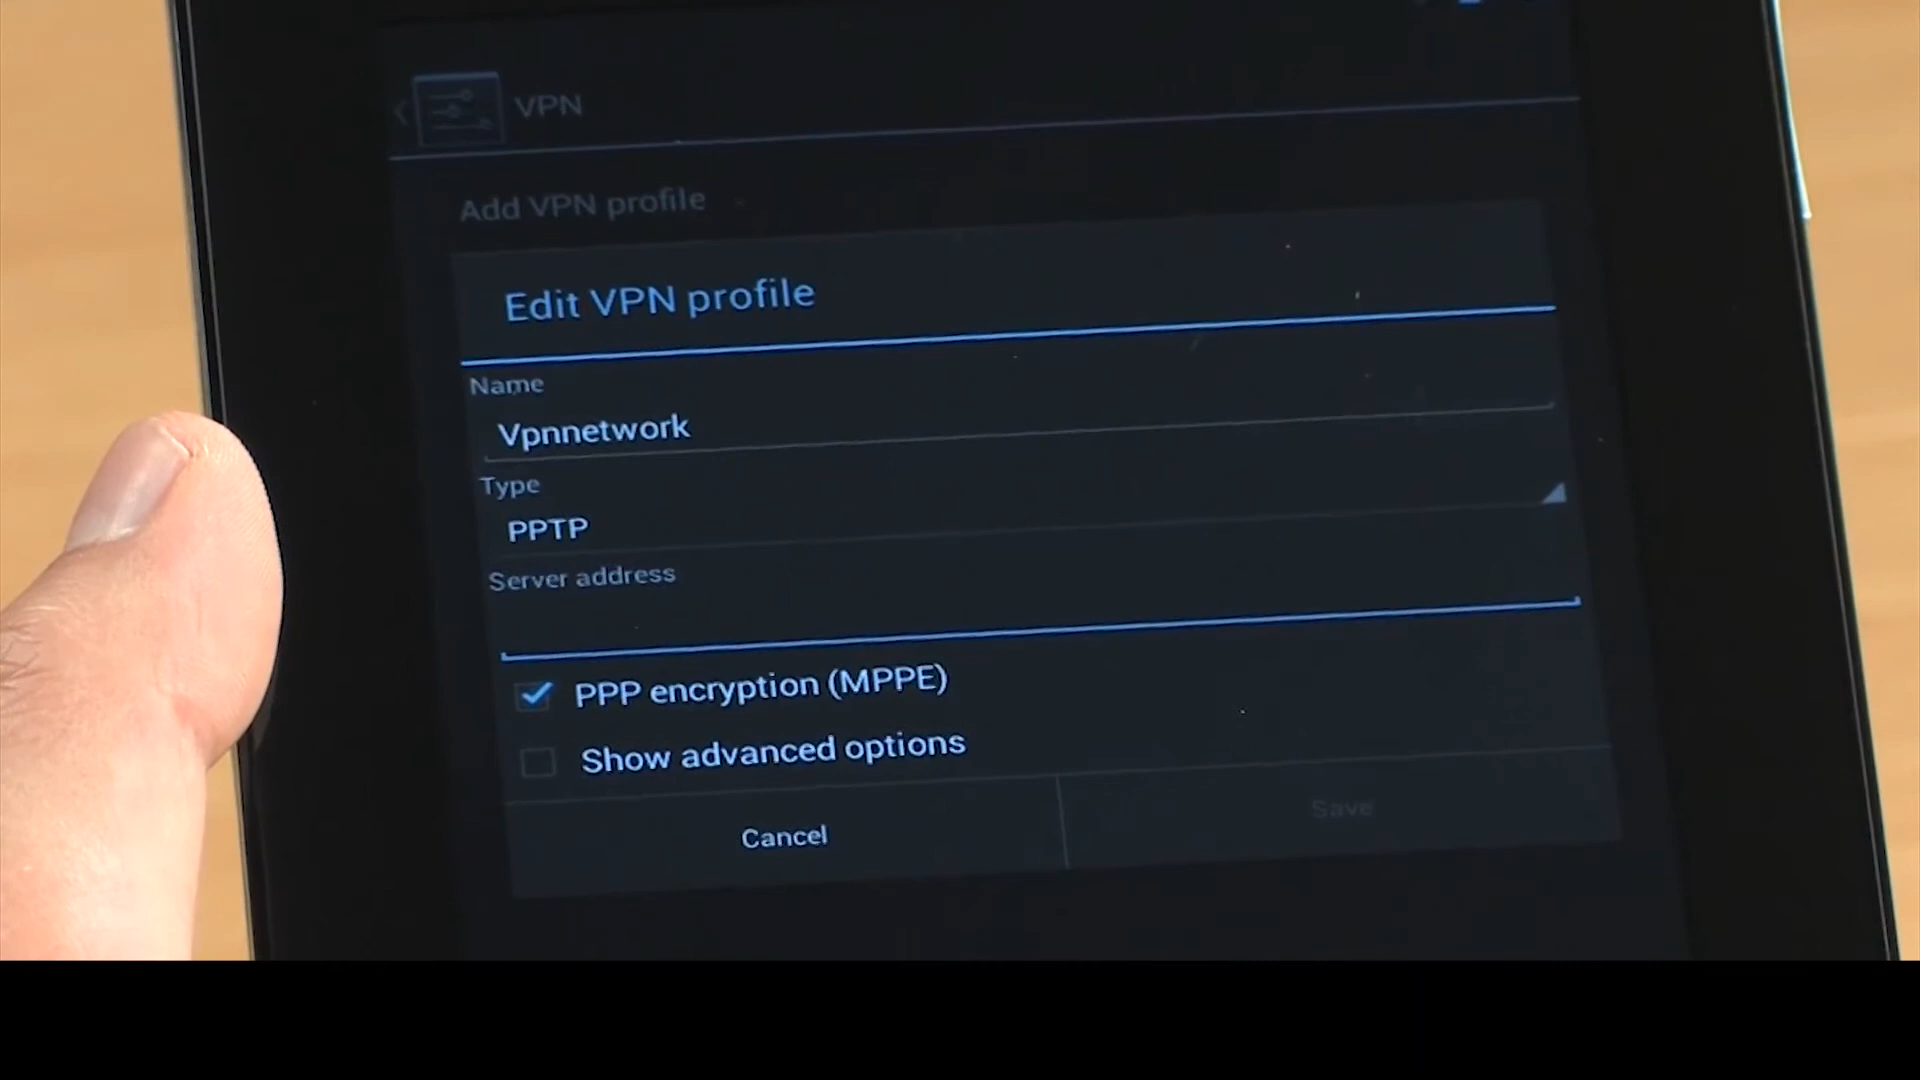 VPN
Add VPN profile
Edit VPN profile
Name
Vpnnetwork
Type
PPTP
Server address
PPP encryption (MPPE)
Show advanced options
Cancel
Save